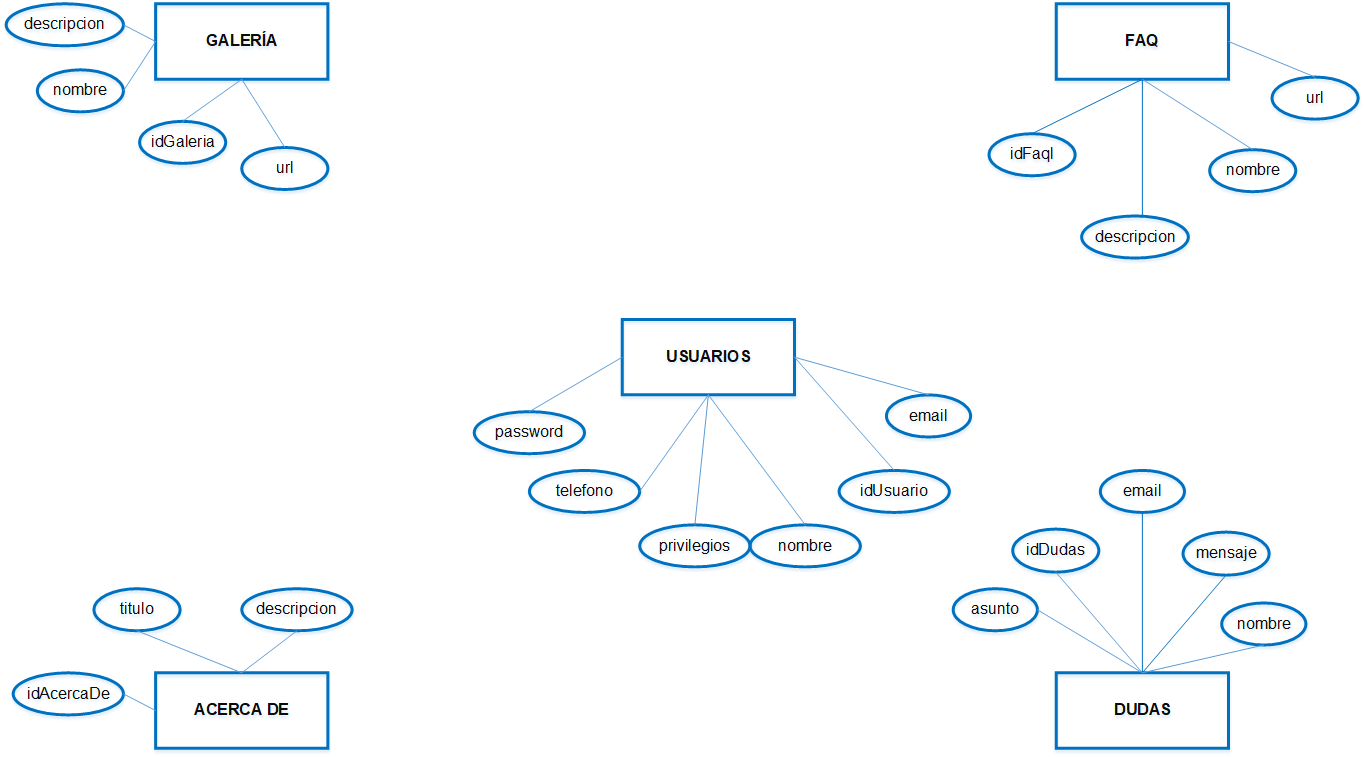 descripcion
GALERÍA
nombre
idGaleria
url
FAQ
url
idFaql
nombre
descripcion
USUARIOS
password
email
telefono
idUsuario
privilegios
nombre
titulo
descripcion
idAcercaDe
ACERCA DE
email
idDudas
mensaje
asunto
nombre
DUDAS